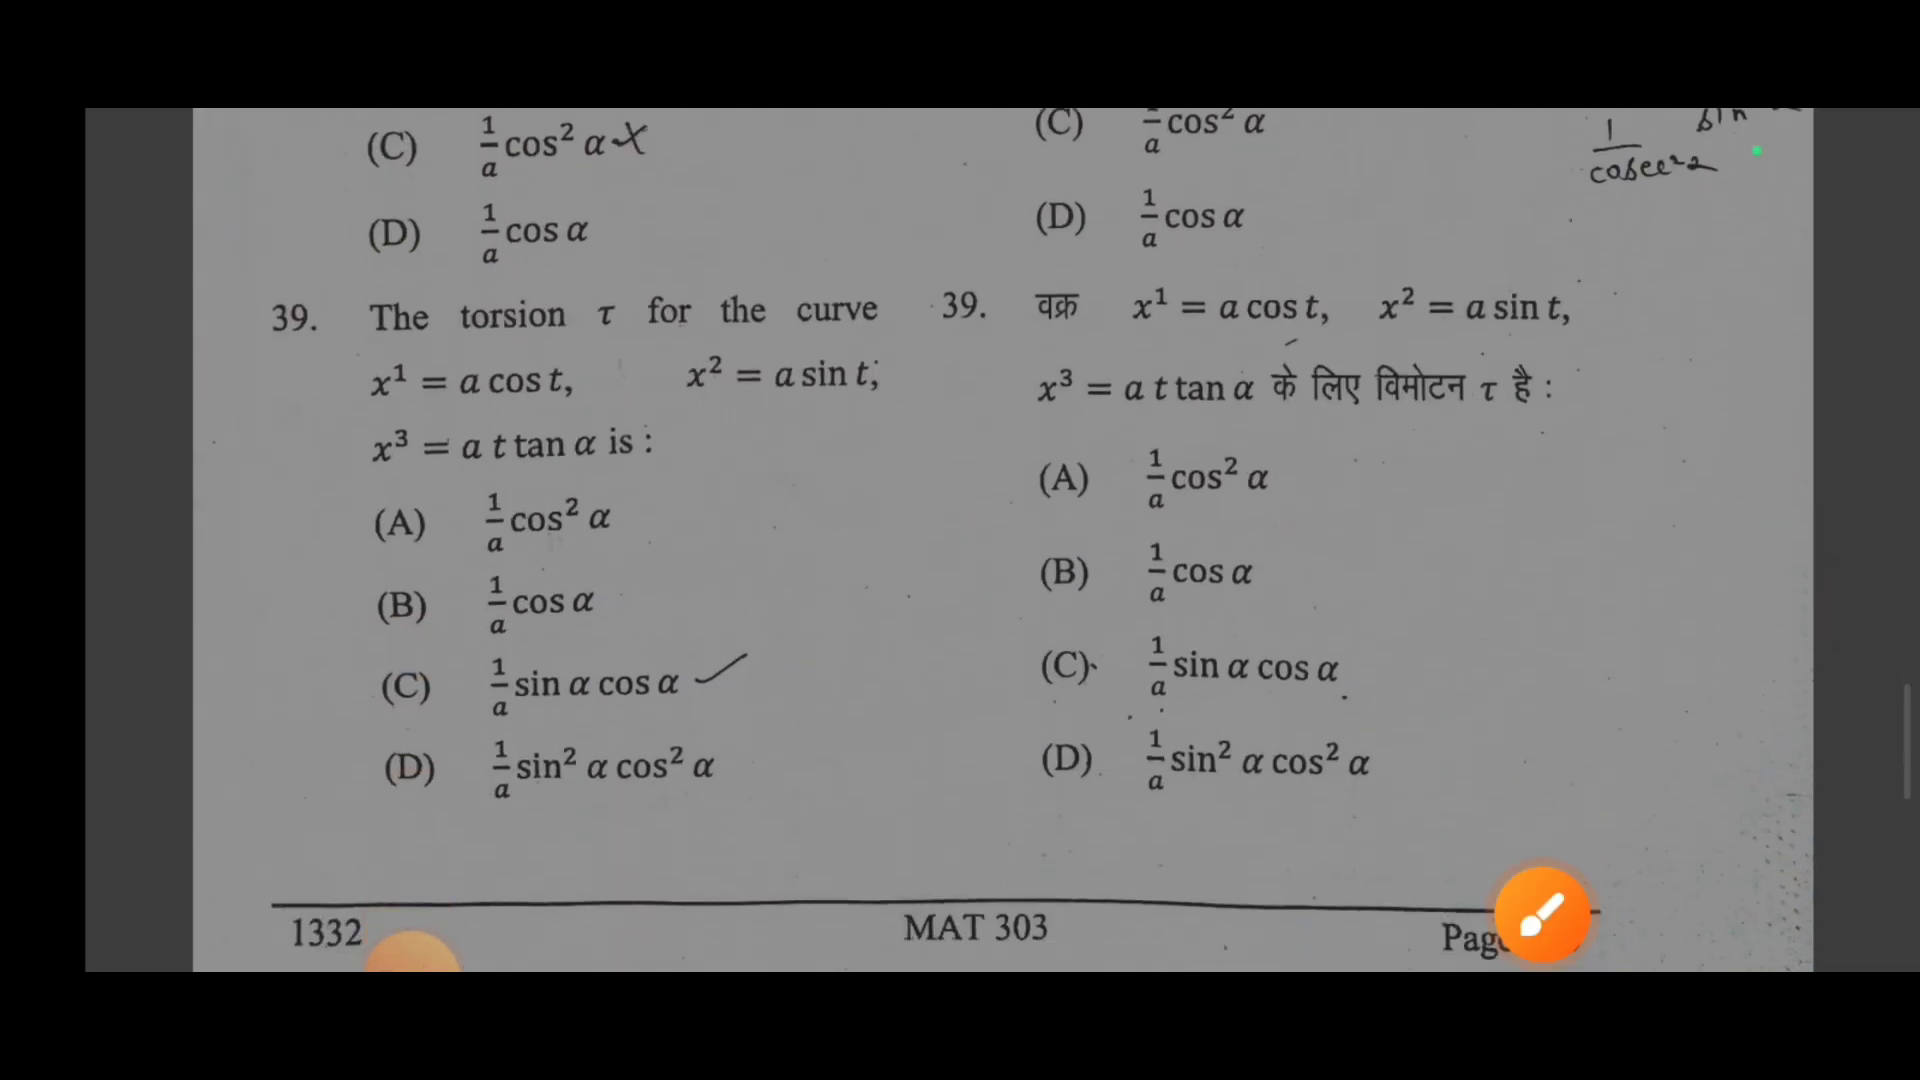 (C) 1/a cos² α ✗
(D) 1/a cos α
39. The torsion τ for the curve
x¹ = a cos t, x² = a sin t,
x³ = a t tan α is :
(A) 1/a cos² α
(B) 1/a cos α
(C) 1/a sin α cos α ✓
(D) 1/a sin² α cos² α
(C) 1/a cos² α
(D) 1/a cos α
39. वक्र x¹ = a cos t, x² = a sin t,
x³ = a t tan α के लिए विमोटन τ है :
(A) 1/a cos² α
(B) 1/a cos α
(C) 1/a sin α cos α
(D) 1/a sin² α cos² α
sin
1332 MAT 303